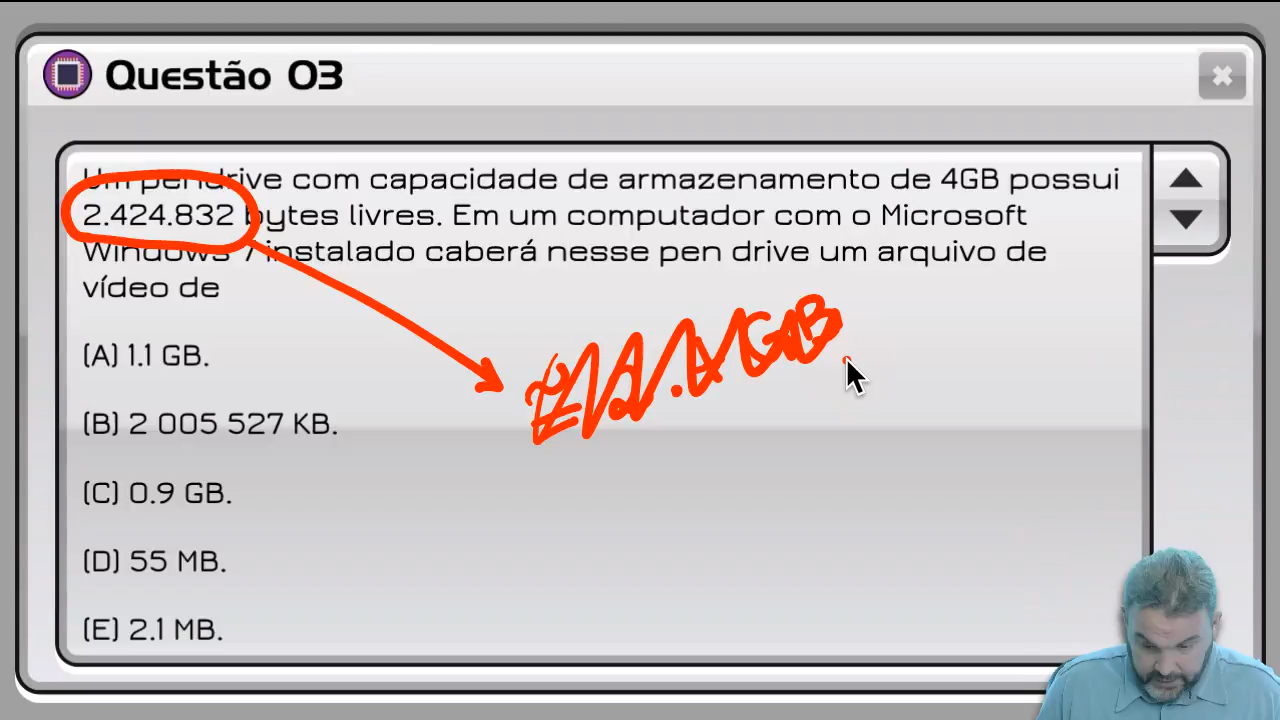 Questão 03
Um pen drive com capacidade de armazenamento de 4GB possui
2.424.832 bytes livres. Em um computador com o Microsoft
Windows 7 instalado caberá nesse pen drive um arquivo de
vídeo de
(A) 1.1 GB.
(B) 2 005 527 KB.
(C) 0.9 GB.
(D) 55 MB.
(E) 2.1 MB.